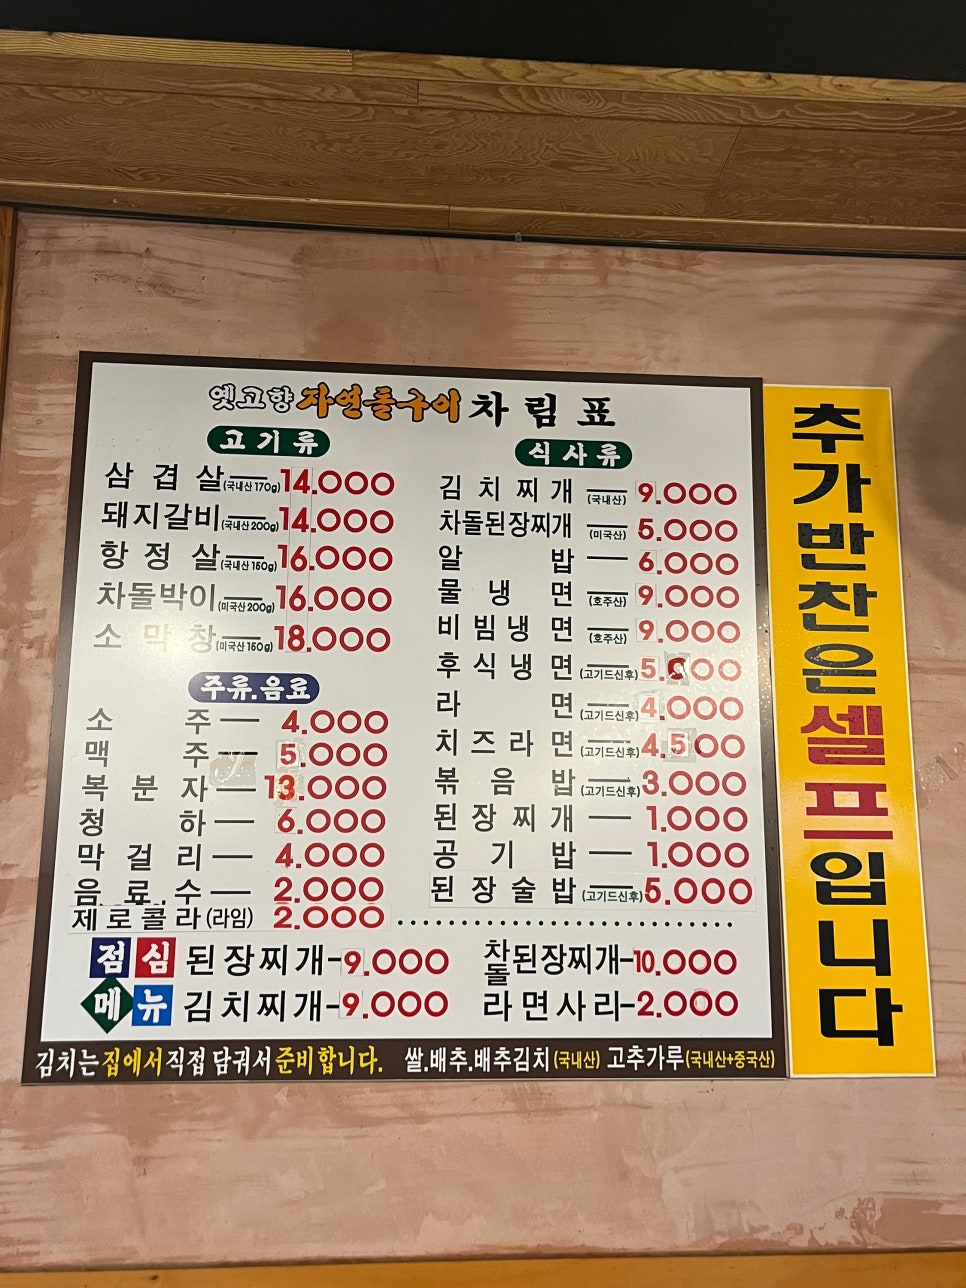 옛고향 자연돌구이 차림표
고기류
삼겹살(국내산 170g) 14.000
돼지갈비(국내산 200g) 14.000
항정살(국내산 150g) 16.000
차돌박이(미국산 200g) 16.000
소막창(미국산 150g) 18.000
주류.음료
소주 4.000
맥주 5.000
복분자 13.000
청하 6.000
막걸리 4.000
음료.수 2.000
제로콜라(라임) 2.000
식사류
김치찌개 (국내산) 9.000
차돌된장찌개 (미국산) 5.000
알밥 6.000
물냉면 (호주산) 9.000
비빔냉면 (호주산) 9.000
후식냉면 (고기드신후) 5.000
라면 (고기드신후) 4.000
치즈라면 (고기드신후) 4.500
볶음밥 (고기드신후) 3.000
된장찌개 1.000
공기밥 1.000
된장술밥 (고기드신후) 5.000
점심메뉴
된장찌개-9.000
차돌된장찌개-10.000
김치찌개-9.000
라면사리-2.000
김치는 집에서 직접 담궈서 준비합니다. 쌀.배추.배추김치(국내산) 고추가루(국내산+중국산)
추가반찬은셀프입니다